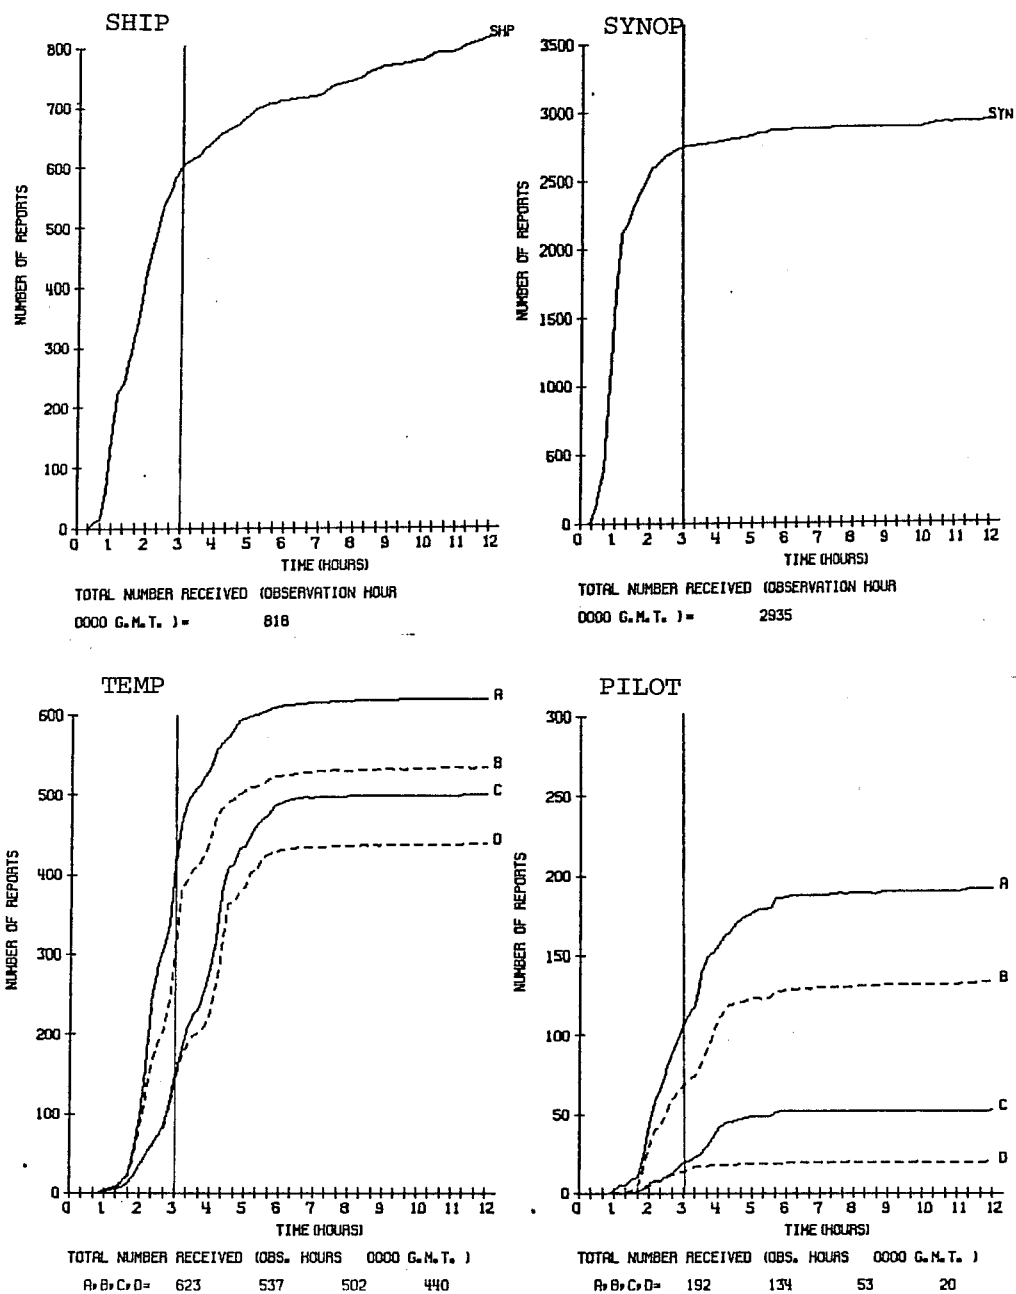 SHIP
SHP
800
700
600
500
400
300
200
100
0
NUMBER OF REPORTS
0 1 2 3 4 5 6 7 8 9 10 11 12
TIME (HOURS)
TOTAL NUMBER RECEIVED (OBSERVATION HOUR
0000 G.M.T. )= 818
SYNOP
SYN
3500
3000
2500
2000
1500
1000
500
0
NUMBER OF REPORTS
0 1 2 3 4 5 6 7 8 9 10 11 12
TIME (HOURS)
TOTAL NUMBER RECEIVED (OBSERVATION HOUR
0000 G.M.T. )= 2935
TEMP
A
B
C
D
600
500
400
300
200
100
0
NUMBER OF REPORTS
0 1 2 3 4 5 6 7 8 9 10 11 12
TIME (HOURS)
TOTAL NUMBER RECEIVED (OBS. HOURS 0000 G.M.T. )
A,B,C,D= 623 537 502 440
PILOT
A
B
C
D
300
250
200
150
100
50
0
NUMBER OF REPORTS
0 1 2 3 4 5 6 7 8 9 10 11 12
TIME (HOURS)
TOTAL NUMBER RECEIVED (OBS. HOURS 0000 G.M.T. )
A,B,C,D= 192 134 53 20